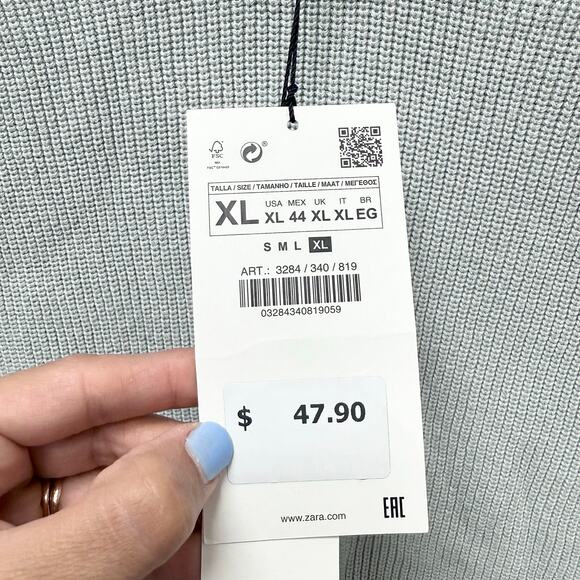 FSC
TALLA / SIZE / TAMANHO / TAILLE / MAAT / ΜΕΓΕΘΟΣ
XL USA MEX UK IT BR
XL 44 XL XL EG
S M L XL
ART.: 3284 / 340 / 819
03284340819059
$ 47.90
www.zara.com
EAC